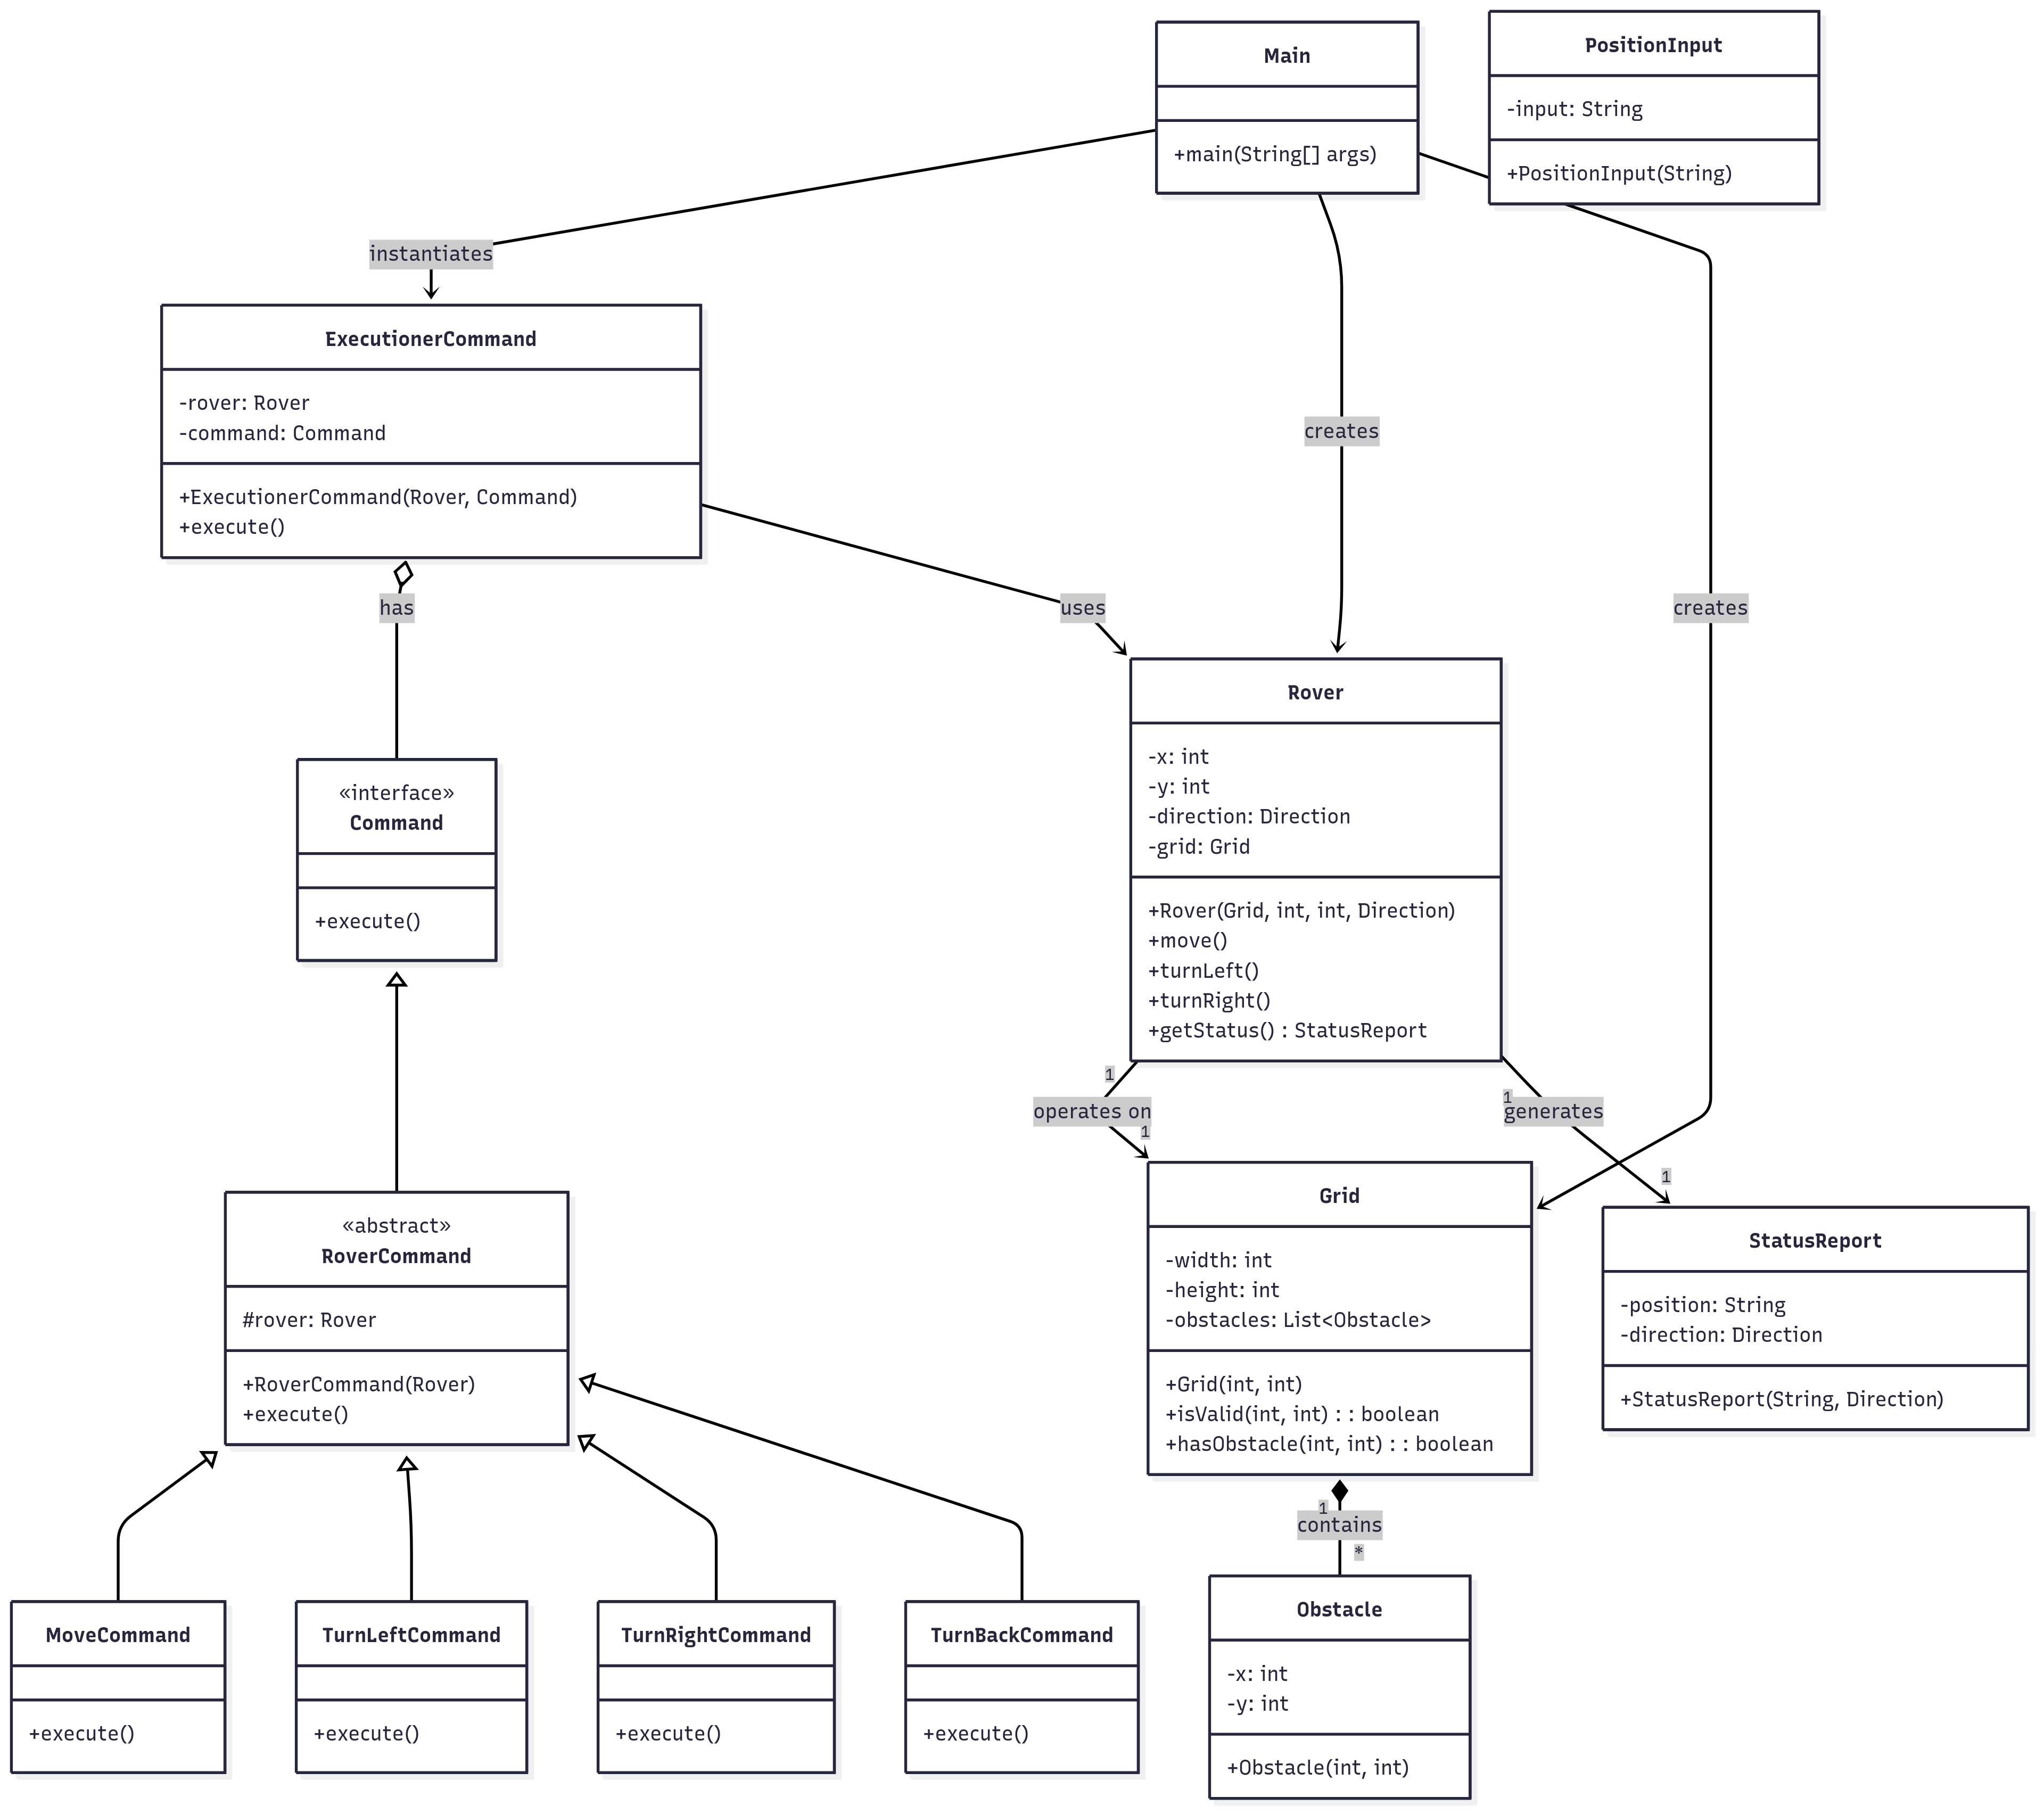 Main
+main(String[] args)
PositionInput
-input: String
+PositionInput(String)
instantiates
ExecutionerCommand
-rover: Rover
-command: Command
+ExecutionerCommand(Rover, Command)
+execute()
creates
has
uses
creates
Rover
-x: int
-y: int
-direction: Direction
-grid: Grid
+Rover(Grid, int, int, Direction)
+move()
+turnLeft()
+turnRight()
+getStatus() : StatusReport
«interface»
Command
+execute()
1
operates on
1
1
generates
1
«abstract»
RoverCommand
#rover: Rover
+RoverCommand(Rover)
+execute()
Grid
-width: int
-height: int
-obstacles: List<Obstacle>
+Grid(int, int)
+isValid(int, int) : : boolean
+hasObstacle(int, int) : : boolean
StatusReport
-position: String
-direction: Direction
+StatusReport(String, Direction)
1
contains
*
MoveCommand
+execute()
TurnLeftCommand
+execute()
TurnRightCommand
+execute()
TurnBackCommand
+execute()
Obstacle
-x: int
-y: int
+Obstacle(int, int)